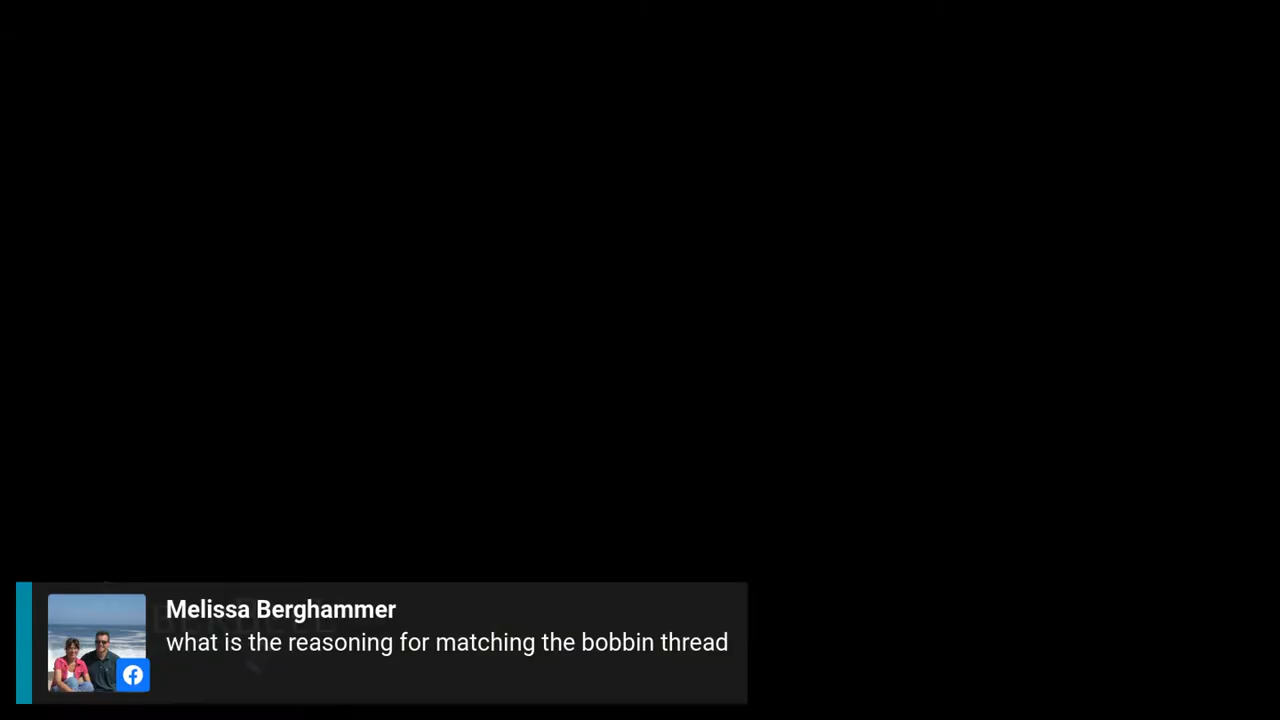 Melissa Berghammer
what is the reasoning for matching the bobbin thread